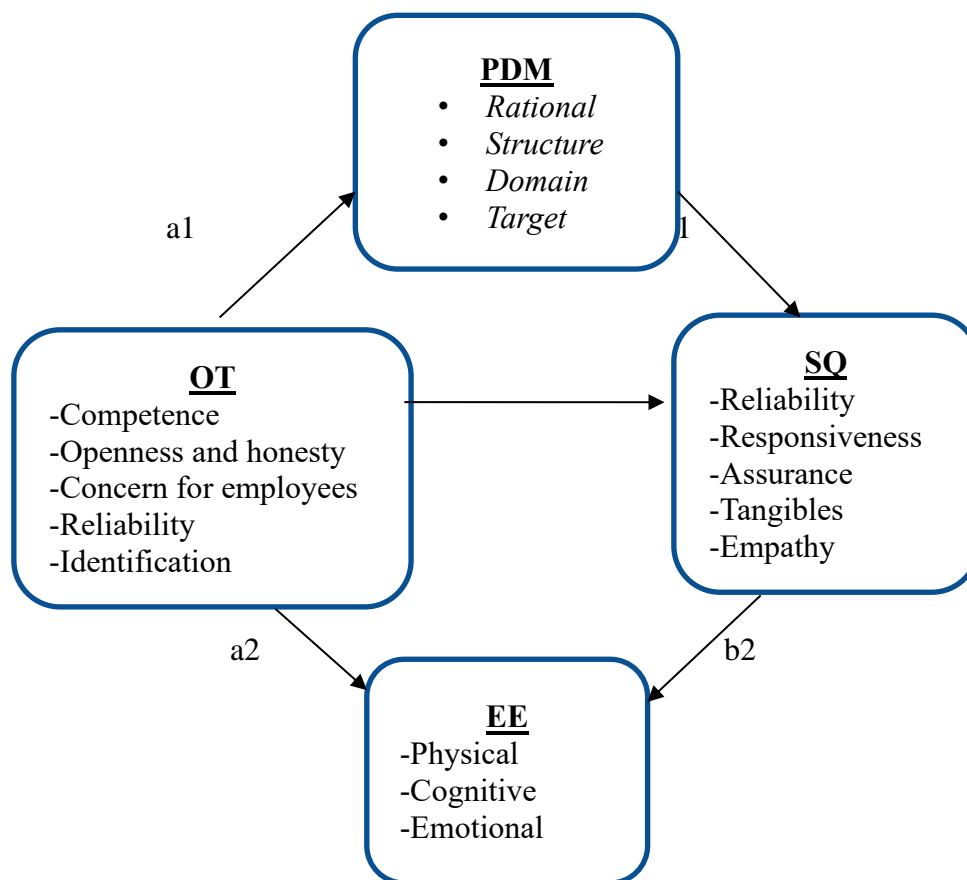 PDM
• Rational
• Structure
• Domain
• Target
a1
1
OT
-Competence
-Openness and honesty
-Concern for employees
-Reliability
-Identification
SQ
-Reliability
-Responsiveness
-Assurance
-Tangibles
-Empathy
a2
b2
EE
-Physical
-Cognitive
-Emotional